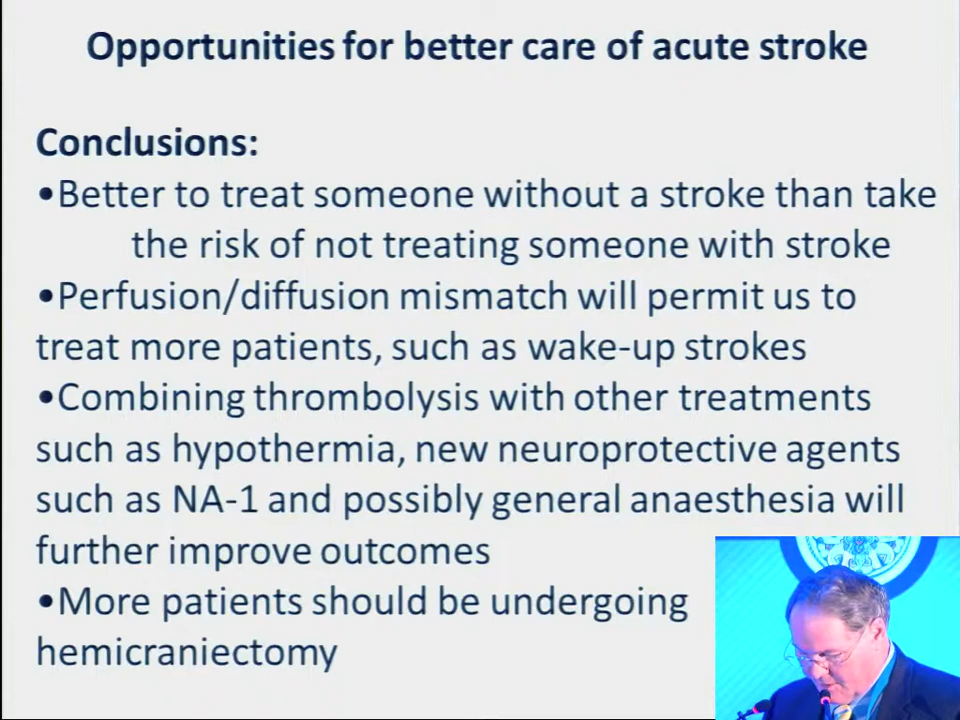 Opportunities for better care of acute stroke
Conclusions:
•Better to treat someone without a stroke than take
the risk of not treating someone with stroke
•Perfusion/diffusion mismatch will permit us to
treat more patients, such as wake-up strokes
•Combining thrombolysis with other treatments
such as hypothermia, new neuroprotective agents
such as NA-1 and possibly general anaesthesia will
further improve outcomes
•More patients should be undergoing
hemicraniectomy